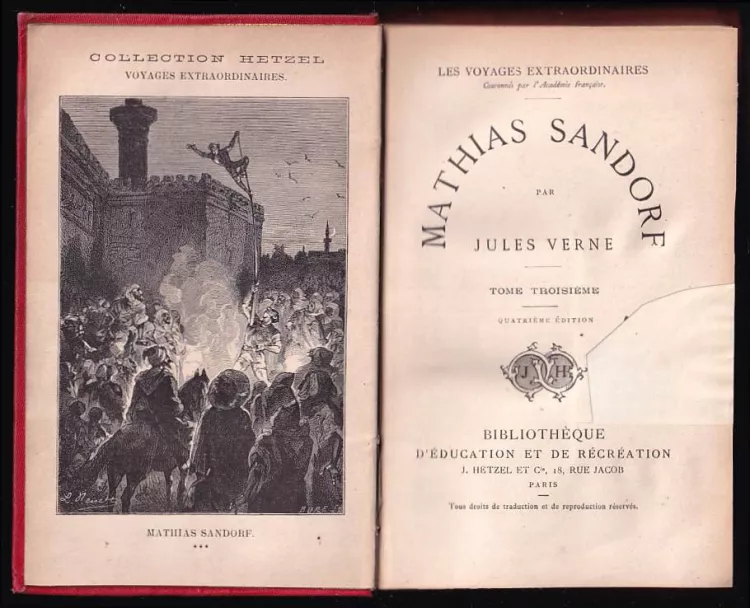 COLLECTION HETZEL
VOYAGES EXTRAORDINAIRES.
MATHIAS SANDORF.
LES VOYAGES EXTRAORDINAIRES
Couronnés par l'Académie française.
MATHIAS SANDORF
PAR
JULES VERNE
TOME TROISIÈME
QUATRIÈME ÉDITION
J H
BIBLIOTHÈQUE
D'ÉDUCATION ET DE RÉCRÉATION
J. HETZEL ET Cie, 18, RUE JACOB
PARIS
Tous droits de traduction et de reproduction réservés.